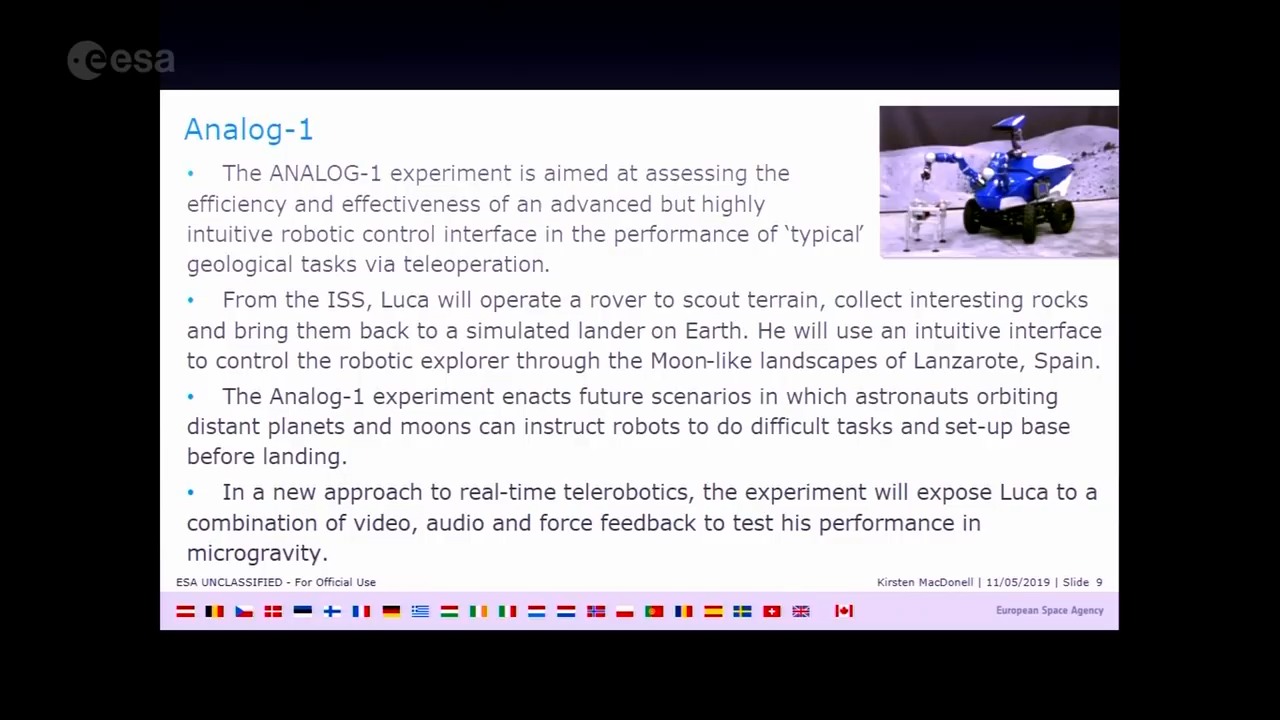 esa
Analog-1
• The ANALOG-1 experiment is aimed at assessing the
efficiency and effectiveness of an advanced but highly
intuitive robotic control interface in the performance of ‘typical’
geological tasks via teleoperation.
• From the ISS, Luca will operate a rover to scout terrain, collect interesting rocks
and bring them back to a simulated lander on Earth. He will use an intuitive interface
to control the robotic explorer through the Moon-like landscapes of Lanzarote, Spain.
• The Analog-1 experiment enacts future scenarios in which astronauts orbiting
distant planets and moons can instruct robots to do difficult tasks and set-up base
before landing.
• In a new approach to real-time telerobotics, the experiment will expose Luca to a
combination of video, audio and force feedback to test his performance in
microgravity.
ESA UNCLASSIFIED - For Official Use
Kirsten MacDonell | 11/05/2019 | Slide 9
European Space Agency